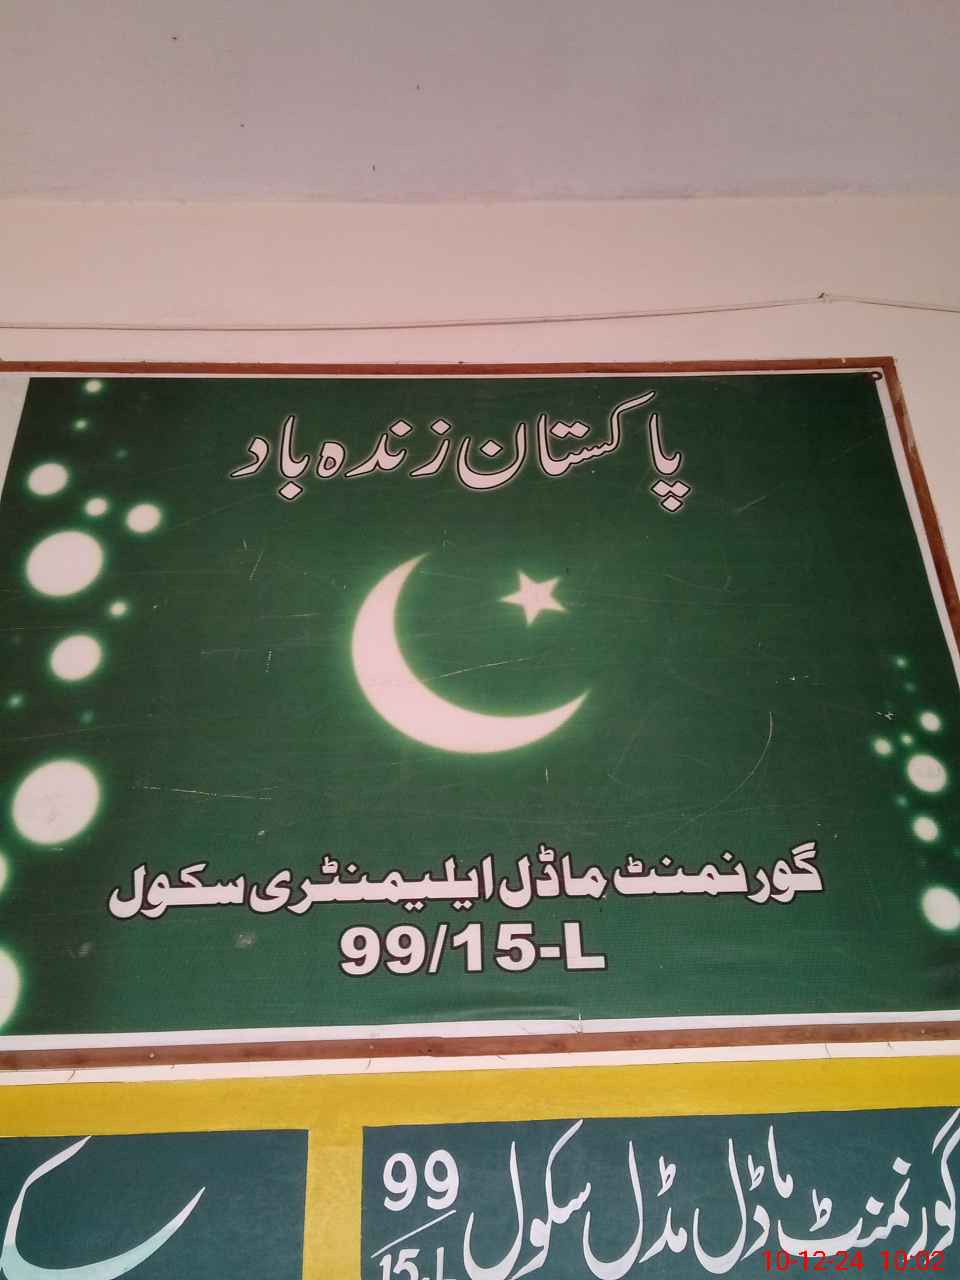 پاکستان زندہ باد
گورنمنٹ ماڈل ایلیمنٹری سکول
99/15-L
گورنمنٹ ماڈل مڈل سکول 99/15-L
10-12-24 10:02